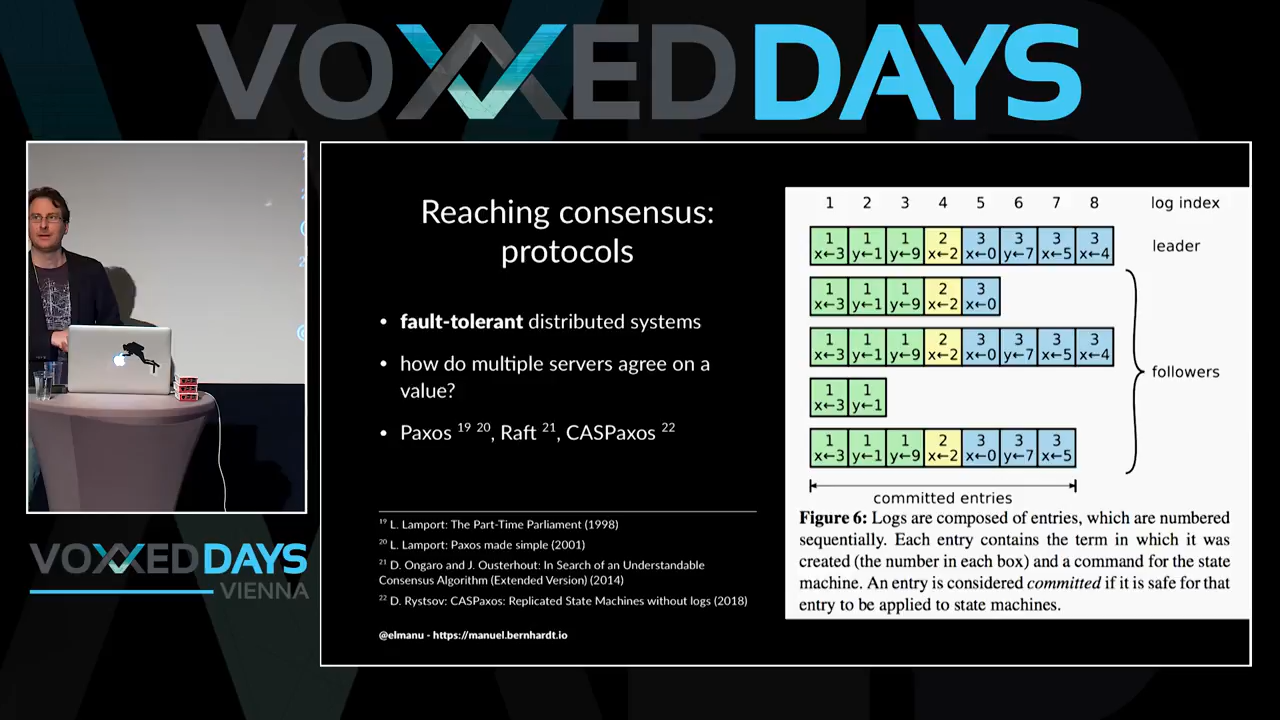 VOXXED DAYS
Reaching consensus:
protocols
• fault-tolerant distributed systems
• how do multiple servers agree on a
value?
• Paxos 19 20, Raft 21, CASPaxos 22
19 L. Lamport: The Part-Time Parliament (1998)
20 L. Lamport: Paxos made simple (2001)
21 D. Ongaro and J. Ousterhout: In Search of an Understandable
Consensus Algorithm (Extended Version) (2014)
22 D. Rystsov: CASPaxos: Replicated State Machines without logs (2018)
@elmanu - https://manuel.bernhardt.io
1 2 3 4 5 6 7 8 log index
1 1 1 2 3 3 3 3
x←3 y←1 y←9 x←2 x←0 y←7 x←5 x←4
leader
1 1 1 2 3
x←3 y←1 y←9 x←2 x←0
1 1 1 2 3 3 3 3
x←3 y←1 y←9 x←2 x←0 y←7 x←5 x←4
followers
1 1
x←3 y←1
1 1 1 2 3 3 3
x←3 y←1 y←9 x←2 x←0 y←7 x←5
committed entries
Figure 6: Logs are composed of entries, which are numbered
sequentially. Each entry contains the term in which it was
created (the number in each box) and a command for the state
machine. An entry is considered committed if it is safe for that
entry to be applied to state machines.
VOXXED DAYS
VIENNA